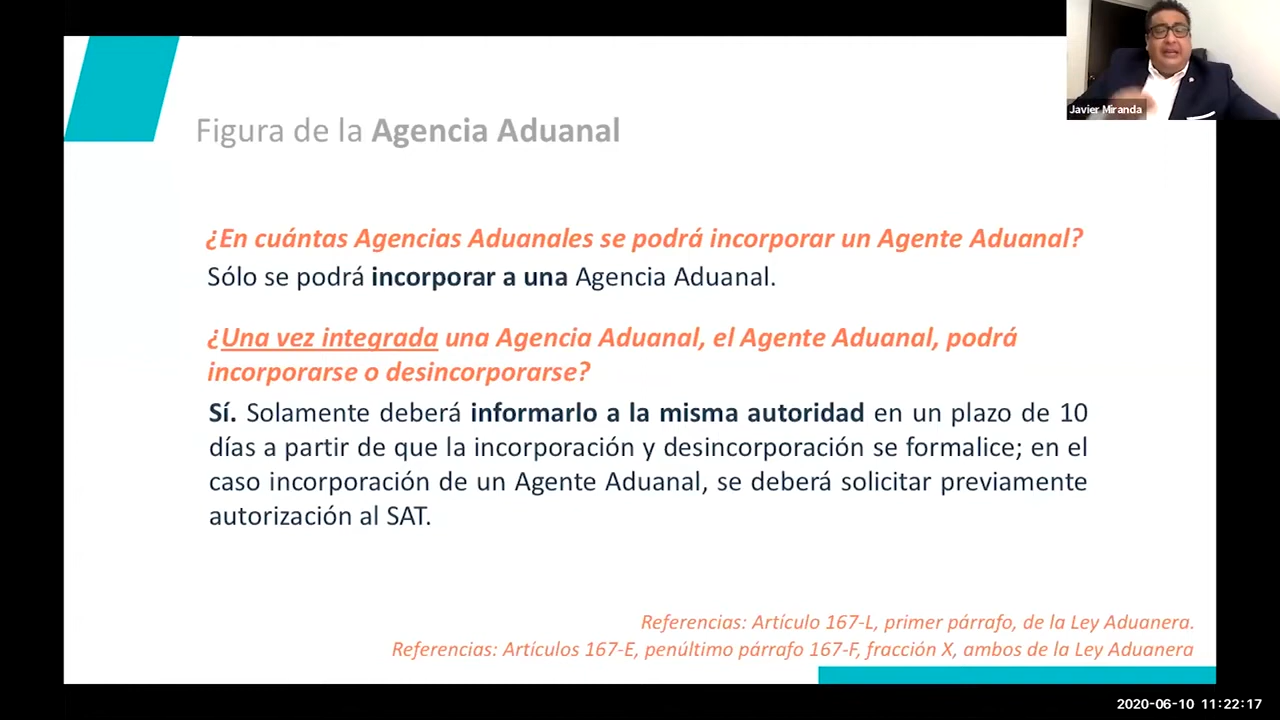 Javier Miranda
Figura de la Agencia Aduanal
¿En cuántas Agencias Aduanales se podrá incorporar un Agente Aduanal?
Sólo se podrá incorporar a una Agencia Aduanal.
¿Una vez integrada una Agencia Aduanal, el Agente Aduanal, podrá
incorporarse o desincorporarse?
Sí. Solamente deberá informarlo a la misma autoridad en un plazo de 10
días a partir de que la incorporación y desincorporación se formalice; en el
caso incorporación de un Agente Aduanal, se deberá solicitar previamente
autorización al SAT.
Referencias: Artículo 167-L, primer párrafo, de la Ley Aduanera.
Referencias: Artículos 167-E, penúltimo párrafo 167-F, fracción X, ambos de la Ley Aduanera
2020-06-10 11:22:17